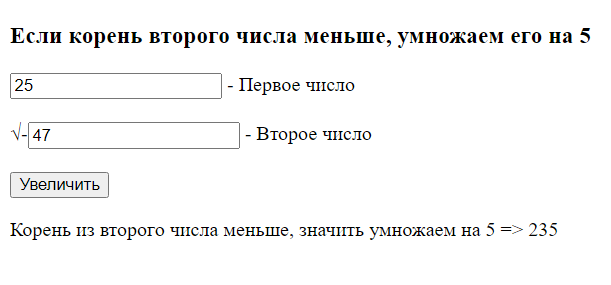 Если корень второго числа меньше, умножаем его на 5
25 - Первое число
√-47 - Второе число
Увеличить
Корень из второго числа меньше, значить умножаем на 5 => 235